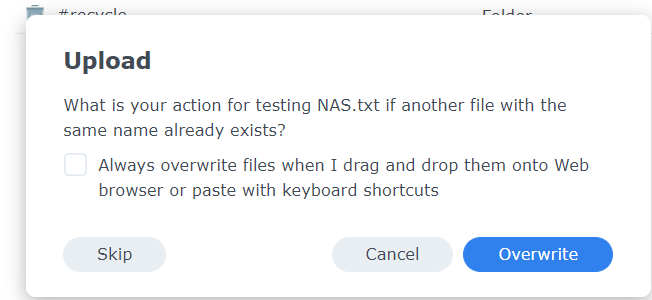 #recycle Folder
Upload
What is your action for testing NAS.txt if another file with the
same name already exists?
Always overwrite files when I drag and drop them onto Web
browser or paste with keyboard shortcuts
Skip Cancel Overwrite